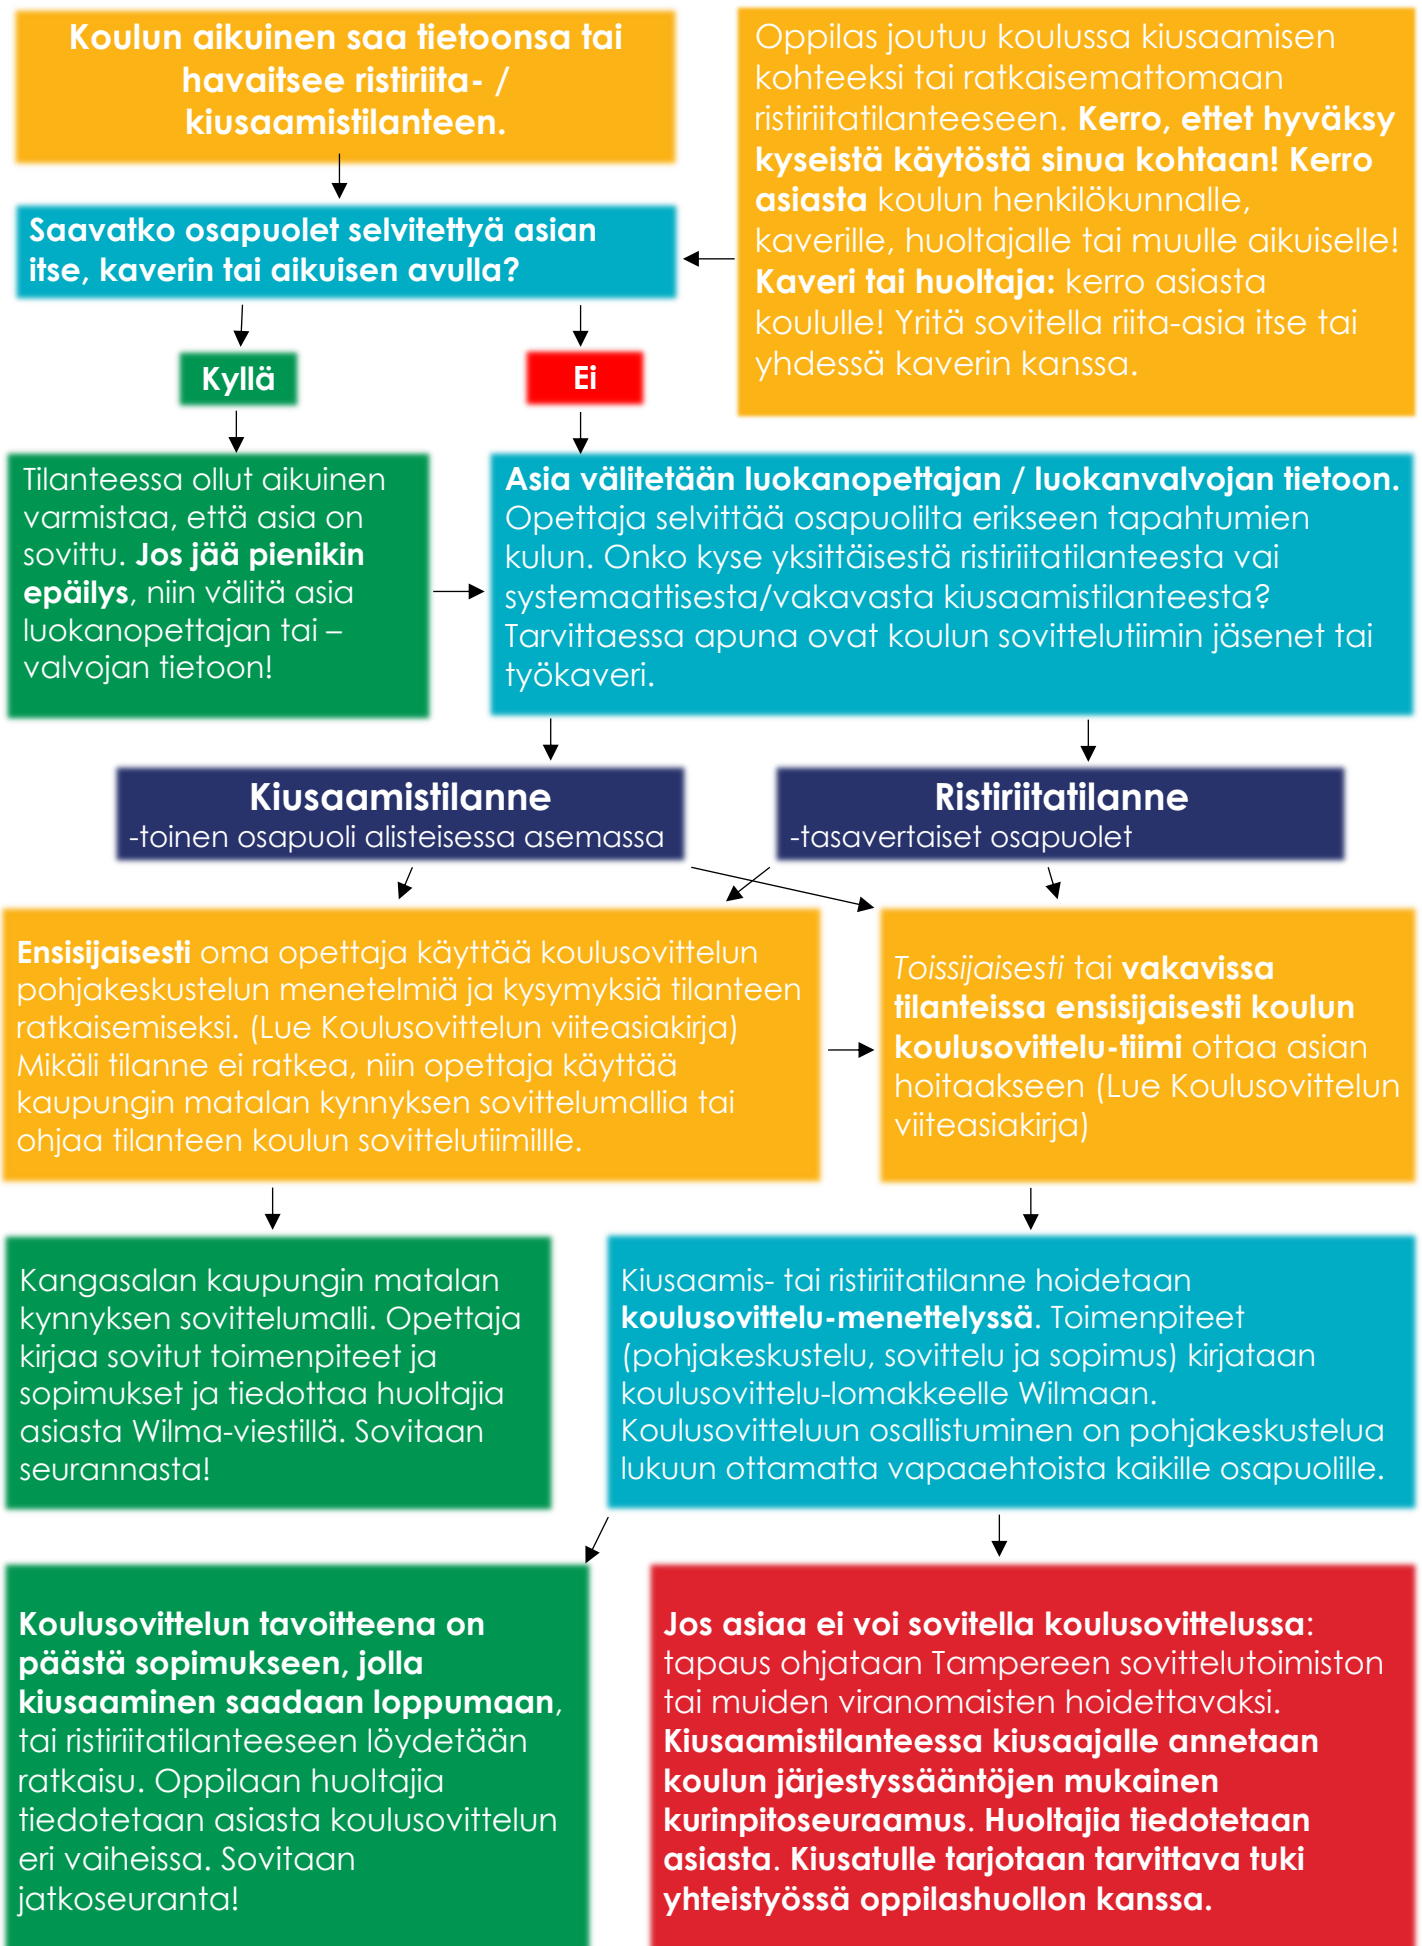 Koulun aikuinen saa tietoonsa tai
havaitsee ristiriita- /
kiusaamistilanteen.
Oppilas joutuu koulussa kiusaamisen
kohteeksi tai ratkaisemattomaan
ristiriitatilanteeseen. Kerro, ettet hyväksy
kyseistä käytöstä sinua kohtaan! Kerro
asiasta koulun henkilökunnalle,
kaverille, huoltajalle tai muulle aikuiselle!
Kaveri tai huoltaja: kerro asiasta
koululle! Yritä sovitella riita-asia itse tai
yhdessä kaverin kanssa.
Saavatko osapuolet selvitettyä asian
itse, kaverin tai aikuisen avulla?
Kyllä
Ei
Tilanteessa ollut aikuinen
varmistaa, että asia on
sovittu. Jos jää pienikin
epäilys, niin välitä asia
luokanopettajan tai –
valvojan tietoon!
Asia välitetään luokanopettajan / luokanvalvojan tietoon.
Opettaja selvittää osapuolilta erikseen tapahtumien
kulun. Onko kyse yksittäisestä ristiriitatilanteesta vai
systemaattisesta/vakavasta kiusaamistilanteesta?
Tarvittaessa apuna ovat koulun sovittelutiimin jäsenet tai
työkaveri.
Kiusaamistilanne
-toinen osapuoli alisteisessa asemassa
Ristiriitatilanne
-tasavertaiset osapuolet
Ensisijaisesti oma opettaja käyttää koulusovittelun
pohjakeskustelun menetelmiä ja kysymyksiä tilanteen
ratkaisemiseksi. (Lue Koulusovittelun viiteasiakirja)
Mikäli tilanne ei ratkea, niin opettaja käyttää
kaupungin matalan kynnyksen sovittelumallia tai
ohjaa tilanteen koulun sovittelutiimillle.
Toissijaisesti tai vakavissa
tilanteissa ensisijaisesti koulun
koulusovittelu-tiimi ottaa asian
hoitaakseen (Lue Koulusovittelun
viiteasiakirja)
Kangasalan kaupungin matalan
kynnyksen sovittelumalli. Opettaja
kirjaa sovitut toimenpiteet ja
sopimukset ja tiedottaa huoltajia
asiasta Wilma-viestillä. Sovitaan
seurannasta!
Kiusaamis- tai ristiriitatilanne hoidetaan
koulusovittelu-menettelyssä. Toimenpiteet
(pohjakeskustelu, sovittelu ja sopimus) kirjataan
koulusovittelu-lomakkeelle Wilmaan.
Koulusovitteluun osallistuminen on pohjakeskustelua
lukuun ottamatta vapaaehtoista kaikille osapuolille.
Koulusovittelun tavoitteena on
päästä sopimukseen, jolla
kiusaaminen saadaan loppumaan,
tai ristiriitatilanteeseen löydetään
ratkaisu. Oppilaan huoltajia
tiedotetaan asiasta koulusovittelun
eri vaiheissa. Sovitaan
jatkoseuranta!
Jos asiaa ei voi sovitella koulusovittelussa:
tapaus ohjataan Tampereen sovittelutoimiston
tai muiden viranomaisten hoidettavaksi.
Kiusaamistilanteessa kiusaajalle annetaan
koulun järjestyssääntöjen mukainen
kurinpitoseuraamus. Huoltajia tiedotetaan
asiasta. Kiusatulle tarjotaan tarvittava tuki
yhteistyössä oppilashuollon kanssa.